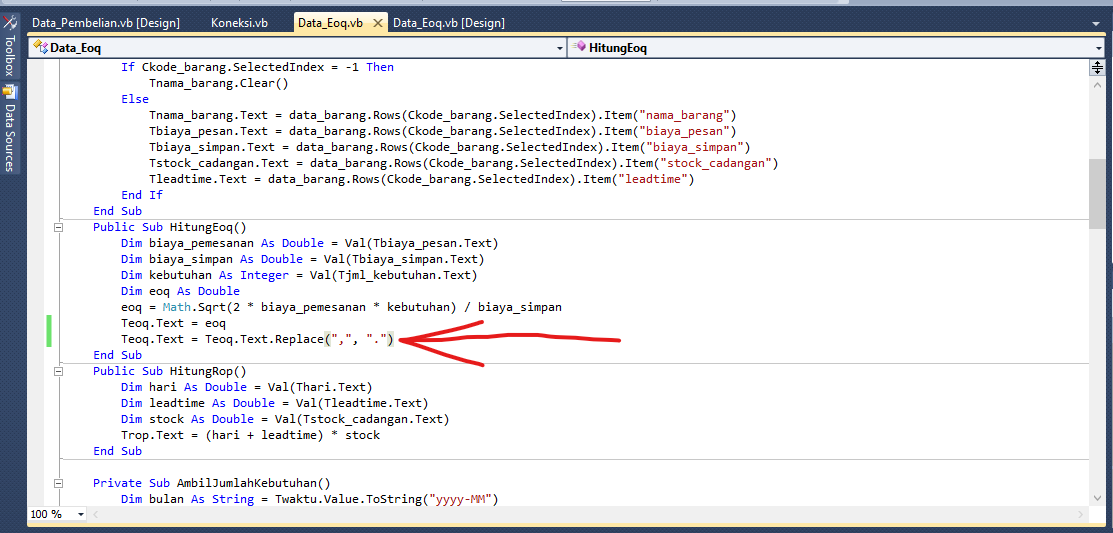 Data_Pembelian.vb [Design]
Koneksi.vb
Data_Eoq.vb
Data_Eoq.vb [Design]
Toolbox
Data Sources
Data_Eoq
HitungEoq
If Ckode_barang.SelectedIndex = -1 Then
Tnama_barang.Clear()
Else
Tnama_barang.Text = data_barang.Rows(Ckode_barang.SelectedIndex).Item("nama_barang")
Tbiaya_pesan.Text = data_barang.Rows(Ckode_barang.SelectedIndex).Item("biaya_pesan")
Tbiaya_simpan.Text = data_barang.Rows(Ckode_barang.SelectedIndex).Item("biaya_simpan")
Tstock_cadangan.Text = data_barang.Rows(Ckode_barang.SelectedIndex).Item("stock_cadangan")
Tleadtime.Text = data_barang.Rows(Ckode_barang.SelectedIndex).Item("leadtime")
End If
End Sub
Public Sub HitungEoq()
Dim biaya_pemesanan As Double = Val(Tbiaya_pesan.Text)
Dim biaya_simpan As Double = Val(Tbiaya_simpan.Text)
Dim kebutuhan As Integer = Val(Tjml_kebutuhan.Text)
Dim eoq As Double
eoq = Math.Sqrt(2 * biaya_pemesanan * kebutuhan) / biaya_simpan
Teoq.Text = eoq
Teoq.Text = Teoq.Text.Replace(",", ".")
End Sub
Public Sub HitungRop()
Dim hari As Double = Val(Thari.Text)
Dim leadtime As Double = Val(Tleadtime.Text)
Dim stock As Double = Val(Tstock_cadangan.Text)
Trop.Text = (hari + leadtime) * stock
End Sub
Private Sub AmbilJumlahKebutuhan()
Dim bulan As String = Twaktu.Value.ToString("yyyy-MM")
100 %